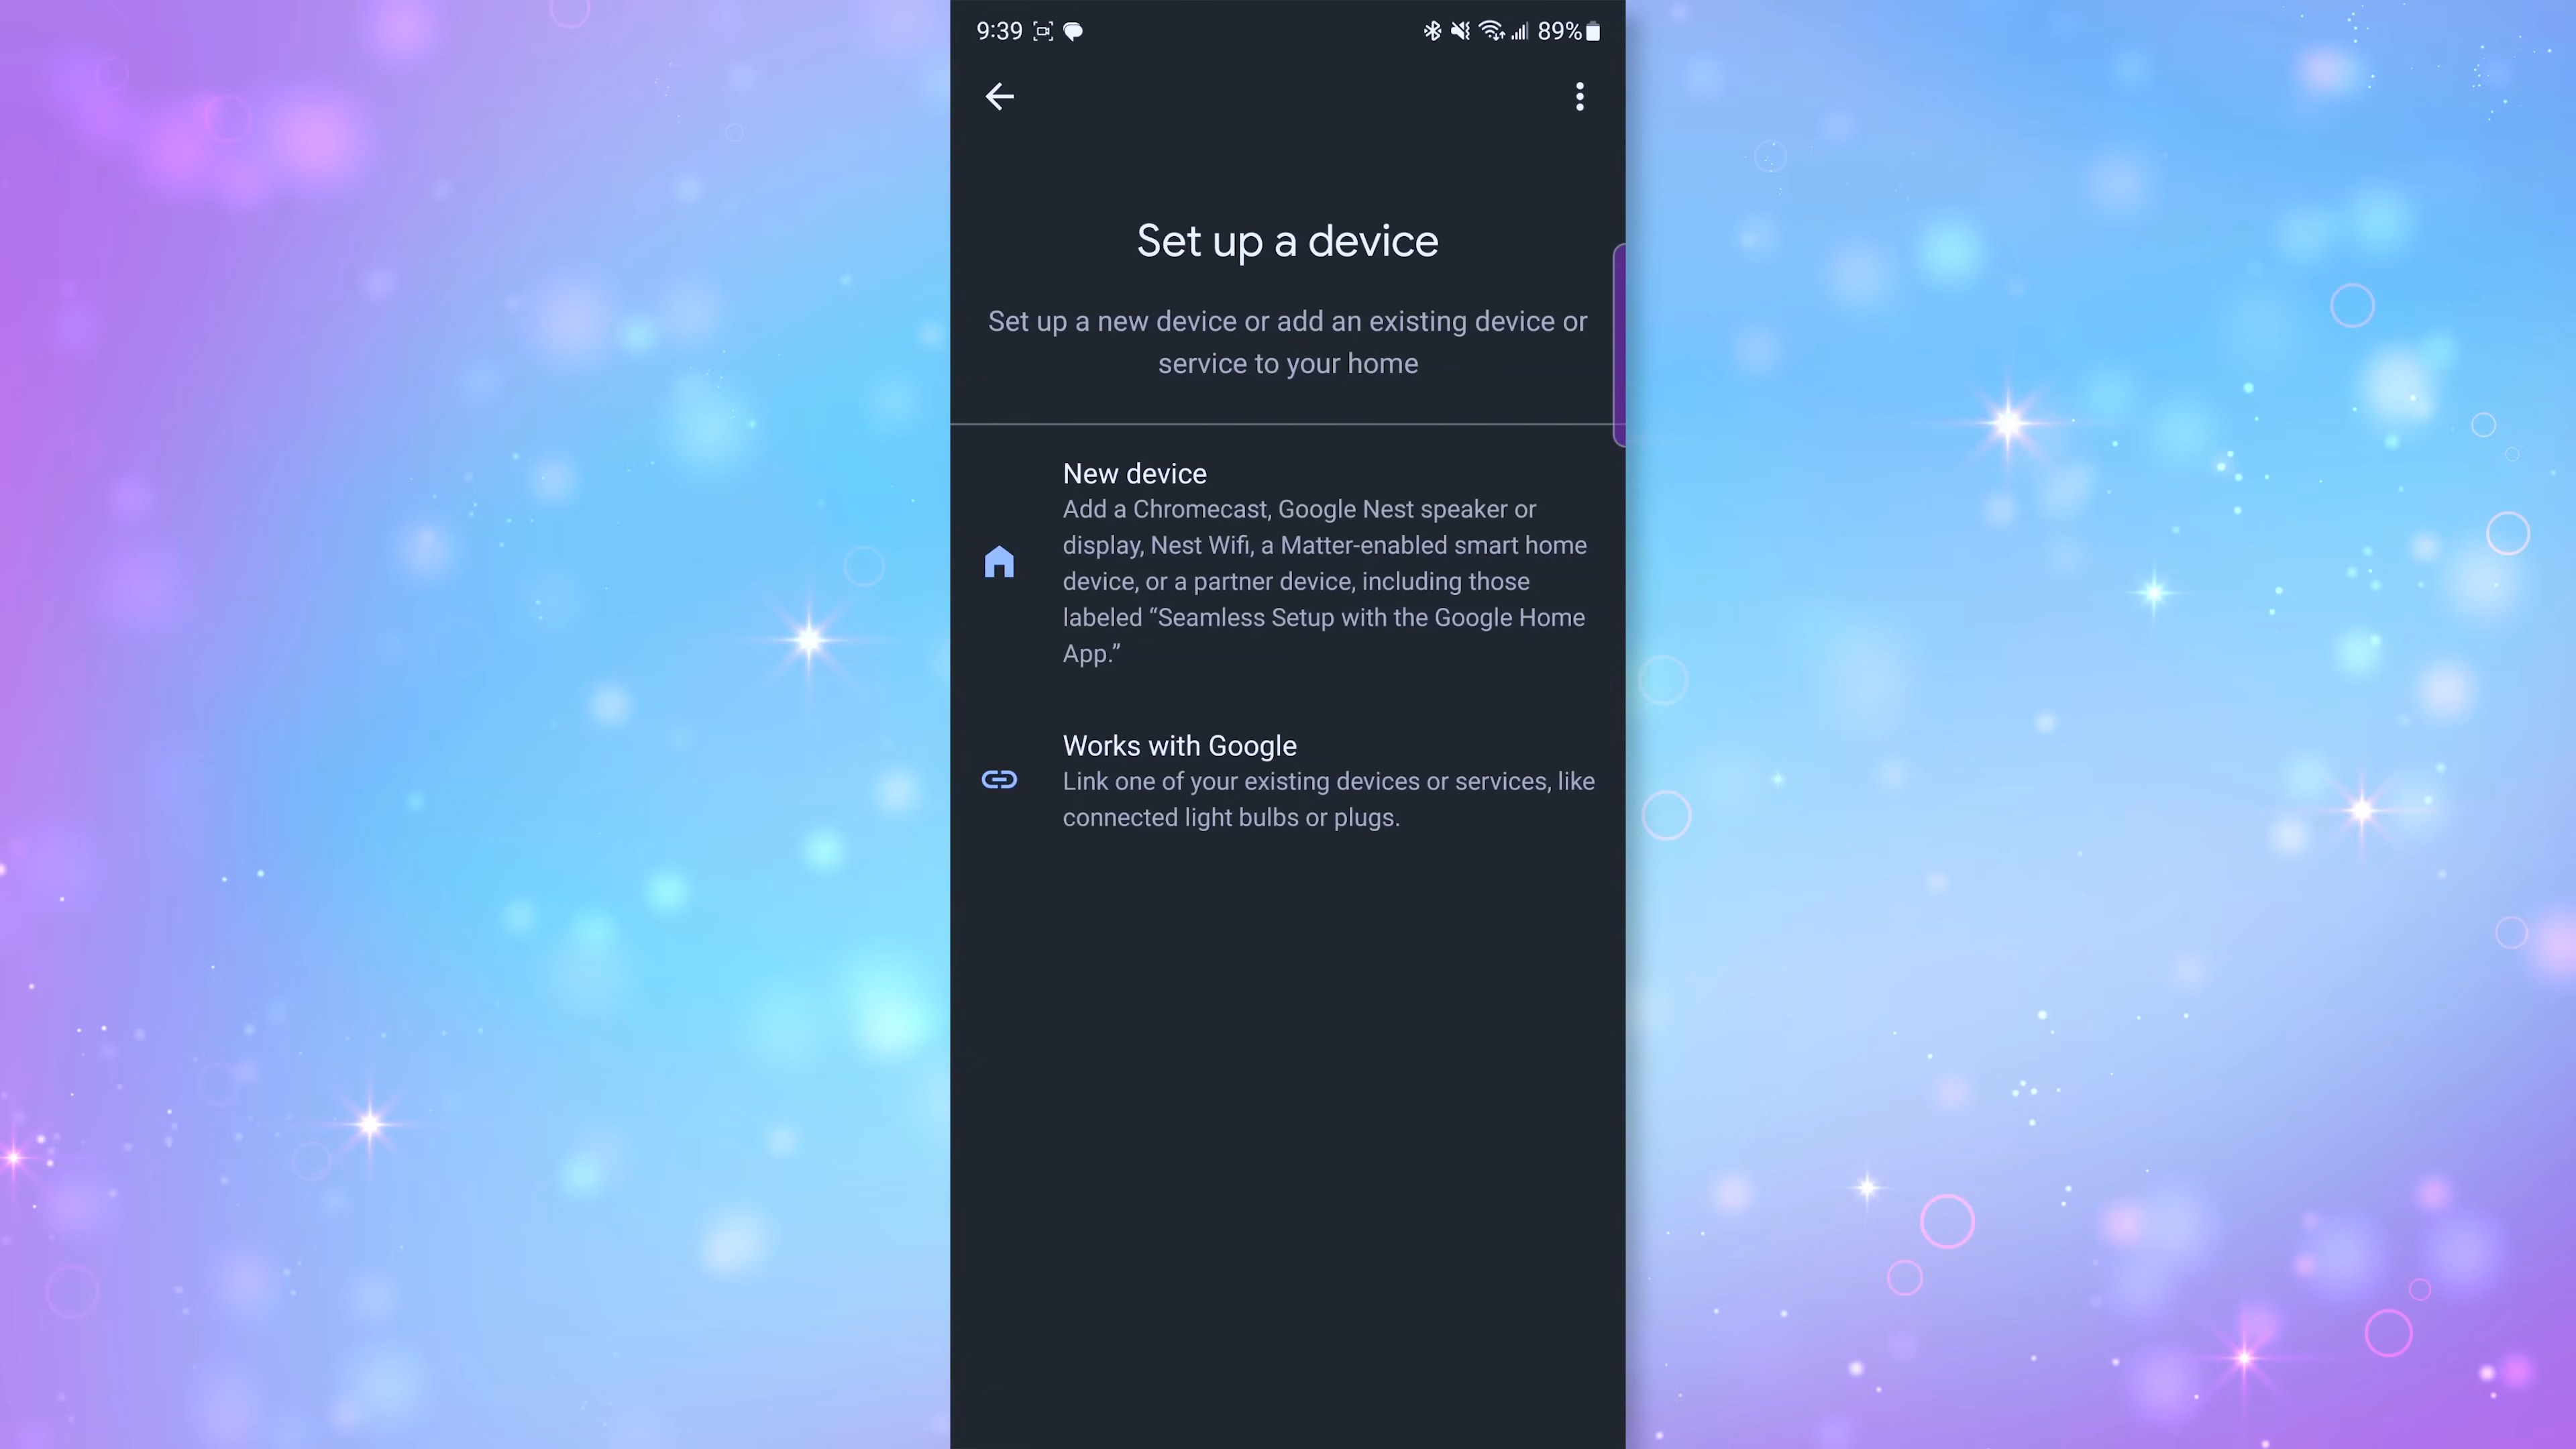 9:39
89%
Set up a device
Set up a new device or add an existing device or
service to your home
New device
Add a Chromecast, Google Nest speaker or
display, Nest Wifi, a Matter-enabled smart home
device, or a partner device, including those
labeled “Seamless Setup with the Google Home
App.”
Works with Google
Link one of your existing devices or services, like
connected light bulbs or plugs.